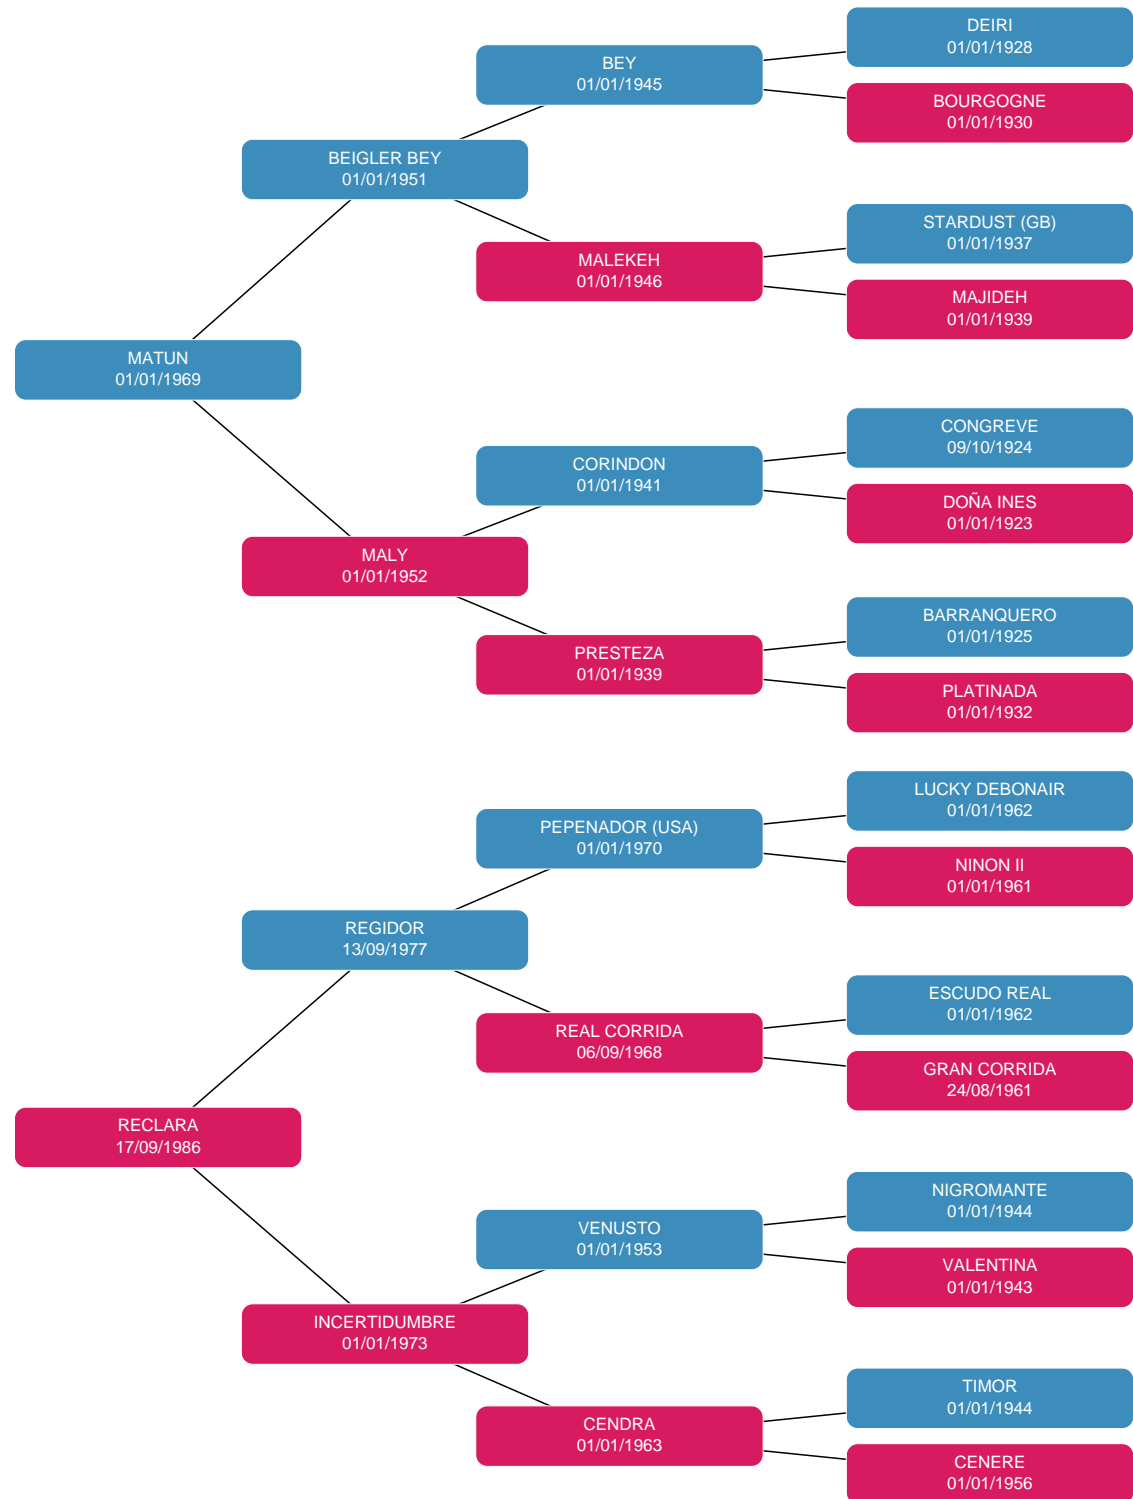 DEIRI
01/01/1928
BEY
01/01/1945
BOURGOGNE
01/01/1930
BEIGLER BEY
01/01/1951
STARDUST (GB)
01/01/1937
MALEKEH
01/01/1946
MAJIDEH
01/01/1939
MATUN
01/01/1969
CONGREVE
09/10/1924
CORINDON
01/01/1941
DOÑA INES
01/01/1923
MALY
01/01/1952
BARRANQUERO
01/01/1925
PRESTEZA
01/01/1939
PLATINADA
01/01/1932
LUCKY DEBONAIR
01/01/1962
PEPENADOR (USA)
01/01/1970
NINON II
01/01/1961
REGIDOR
13/09/1977
ESCUDO REAL
01/01/1962
REAL CORRIDA
06/09/1968
GRAN CORRIDA
24/08/1961
RECLARA
17/09/1986
NIGROMANTE
01/01/1944
VENUSTO
01/01/1953
VALENTINA
01/01/1943
INCERTIDUMBRE
01/01/1973
TIMOR
01/01/1944
CENDRA
01/01/1963
CENERE
01/01/1956